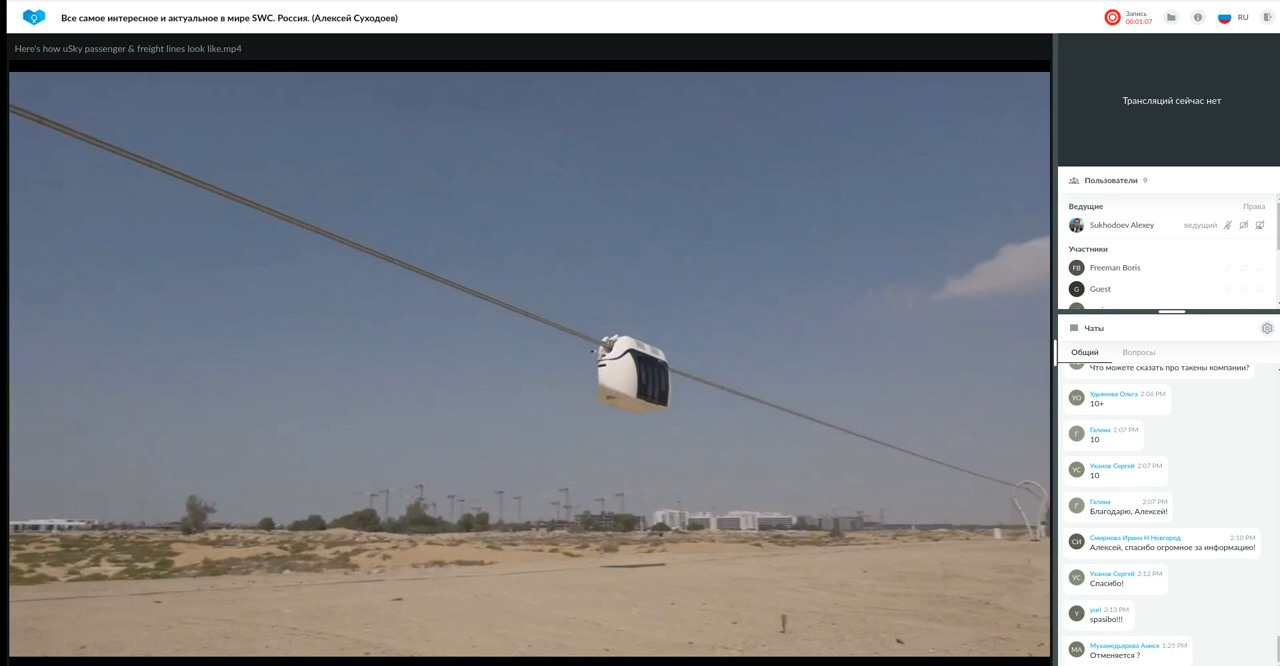 Все самое интересное и актуальное в мире SWC. Россия. (Алексей Суходоев)
Запись
00:01:07
RU
Here's how uSky passenger & freight lines look like.mp4
Трансляций сейчас нет
Пользователи 9
Ведущие Права
Sukhodoev Alexey ведущий
Участники
FB Freeman Boris
G Guest
Чаты
Общий Вопросы
Что можете сказать про такены компании?
УО Удьянова Ольга 2:06 PM
10+
Г Галина 2:07 PM
10
УС Уханов Сергей 2:07 PM
10
Г Галина 2:07 PM
Благодарю, Алексей!
СИ Смирнова Ирина Н Новгород 2:10 PM
Алексей, спасибо огромное за информацию!
УС Уханов Сергей 2:12 PM
Спасибо!
Y yuri 2:13 PM
spasibo!!!
МА Мухамедьярова Аниса 1:25 PM
Отменяется ?